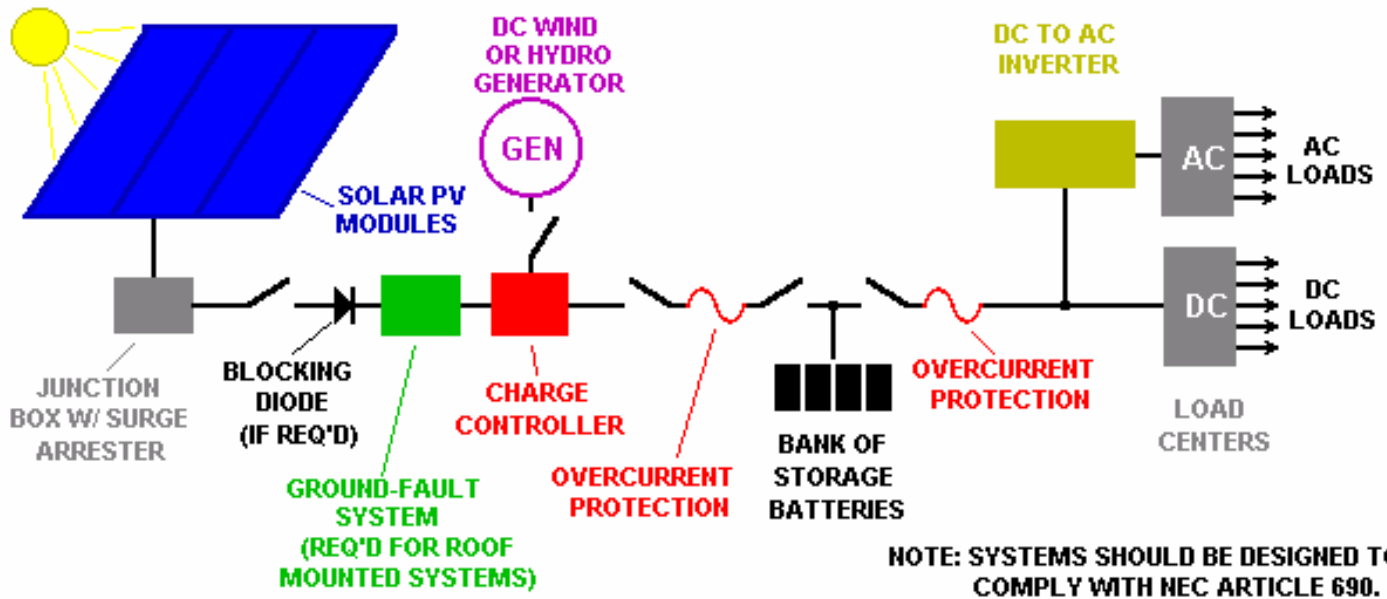 DC WIND
OR HYDRO
GENERATOR
GEN
DC TO AC
INVERTER
AC
AC
LOADS
SOLAR PV
MODULES
DC
DC
LOADS
JUNCTION
BOX W/ SURGE
ARRESTER
BLOCKING
DIODE
(IF REQ'D)
GROUND-FAULT
SYSTEM
(REQ'D FOR ROOF
MOUNTED SYSTEMS)
CHARGE
CONTROLLER
OVERCURRENT
PROTECTION
BANK OF
STORAGE
BATTERIES
OVERCURRENT
PROTECTION
LOAD
CENTERS
NOTE: SYSTEMS SHOULD BE DESIGNED TO
COMPLY WITH NEC ARTICLE 690.